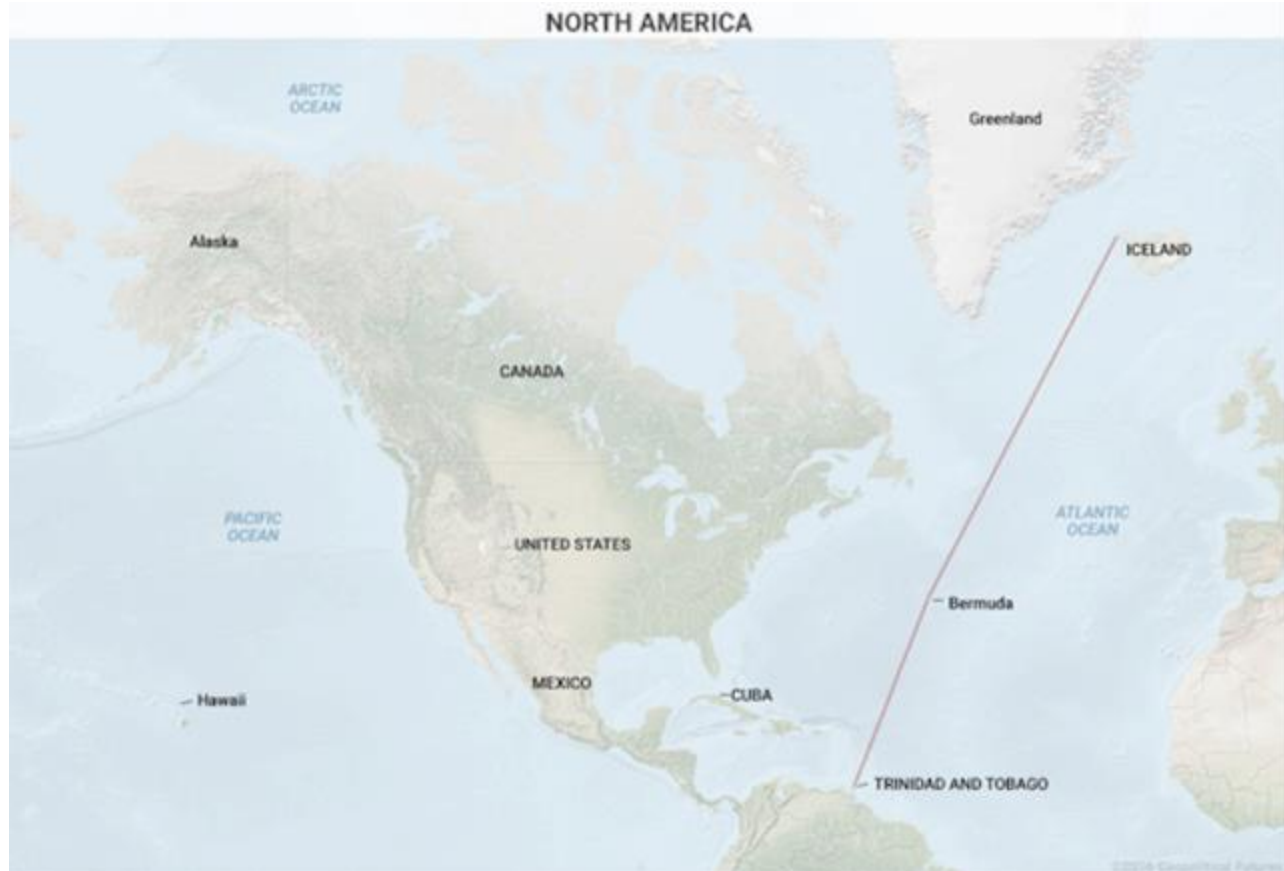 NORTH AMERICA
ARCTIC
OCEAN
Greenland
Alaska
ICELAND
CANADA
PACIFIC
OCEAN
ATLANTIC
OCEAN
UNITED STATES
Bermuda
MEXICO
CUBA
Hawaii
TRINIDAD AND TOBAGO